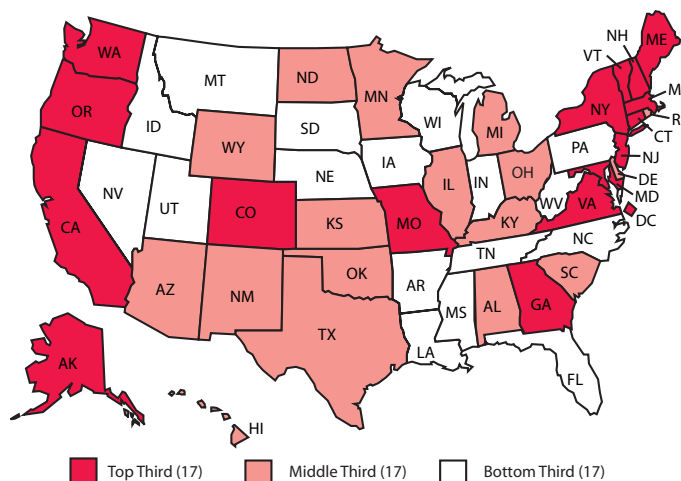 WA
OR
CA
AK
HI
MT
ID
NV
UT
WY
AZ
CO
NM
ND
SD
NE
KS
OK
TX
MN
IA
MO
AR
LA
WI
IL
MI
IN
OH
KY
TN
MS
AL
GA
FL
SC
NC
VA
WV
PA
NY
VT
NH
ME
M
R
CT
NJ
DE
MD
DC
Top Third (17) Middle Third (17) Bottom Third (17)